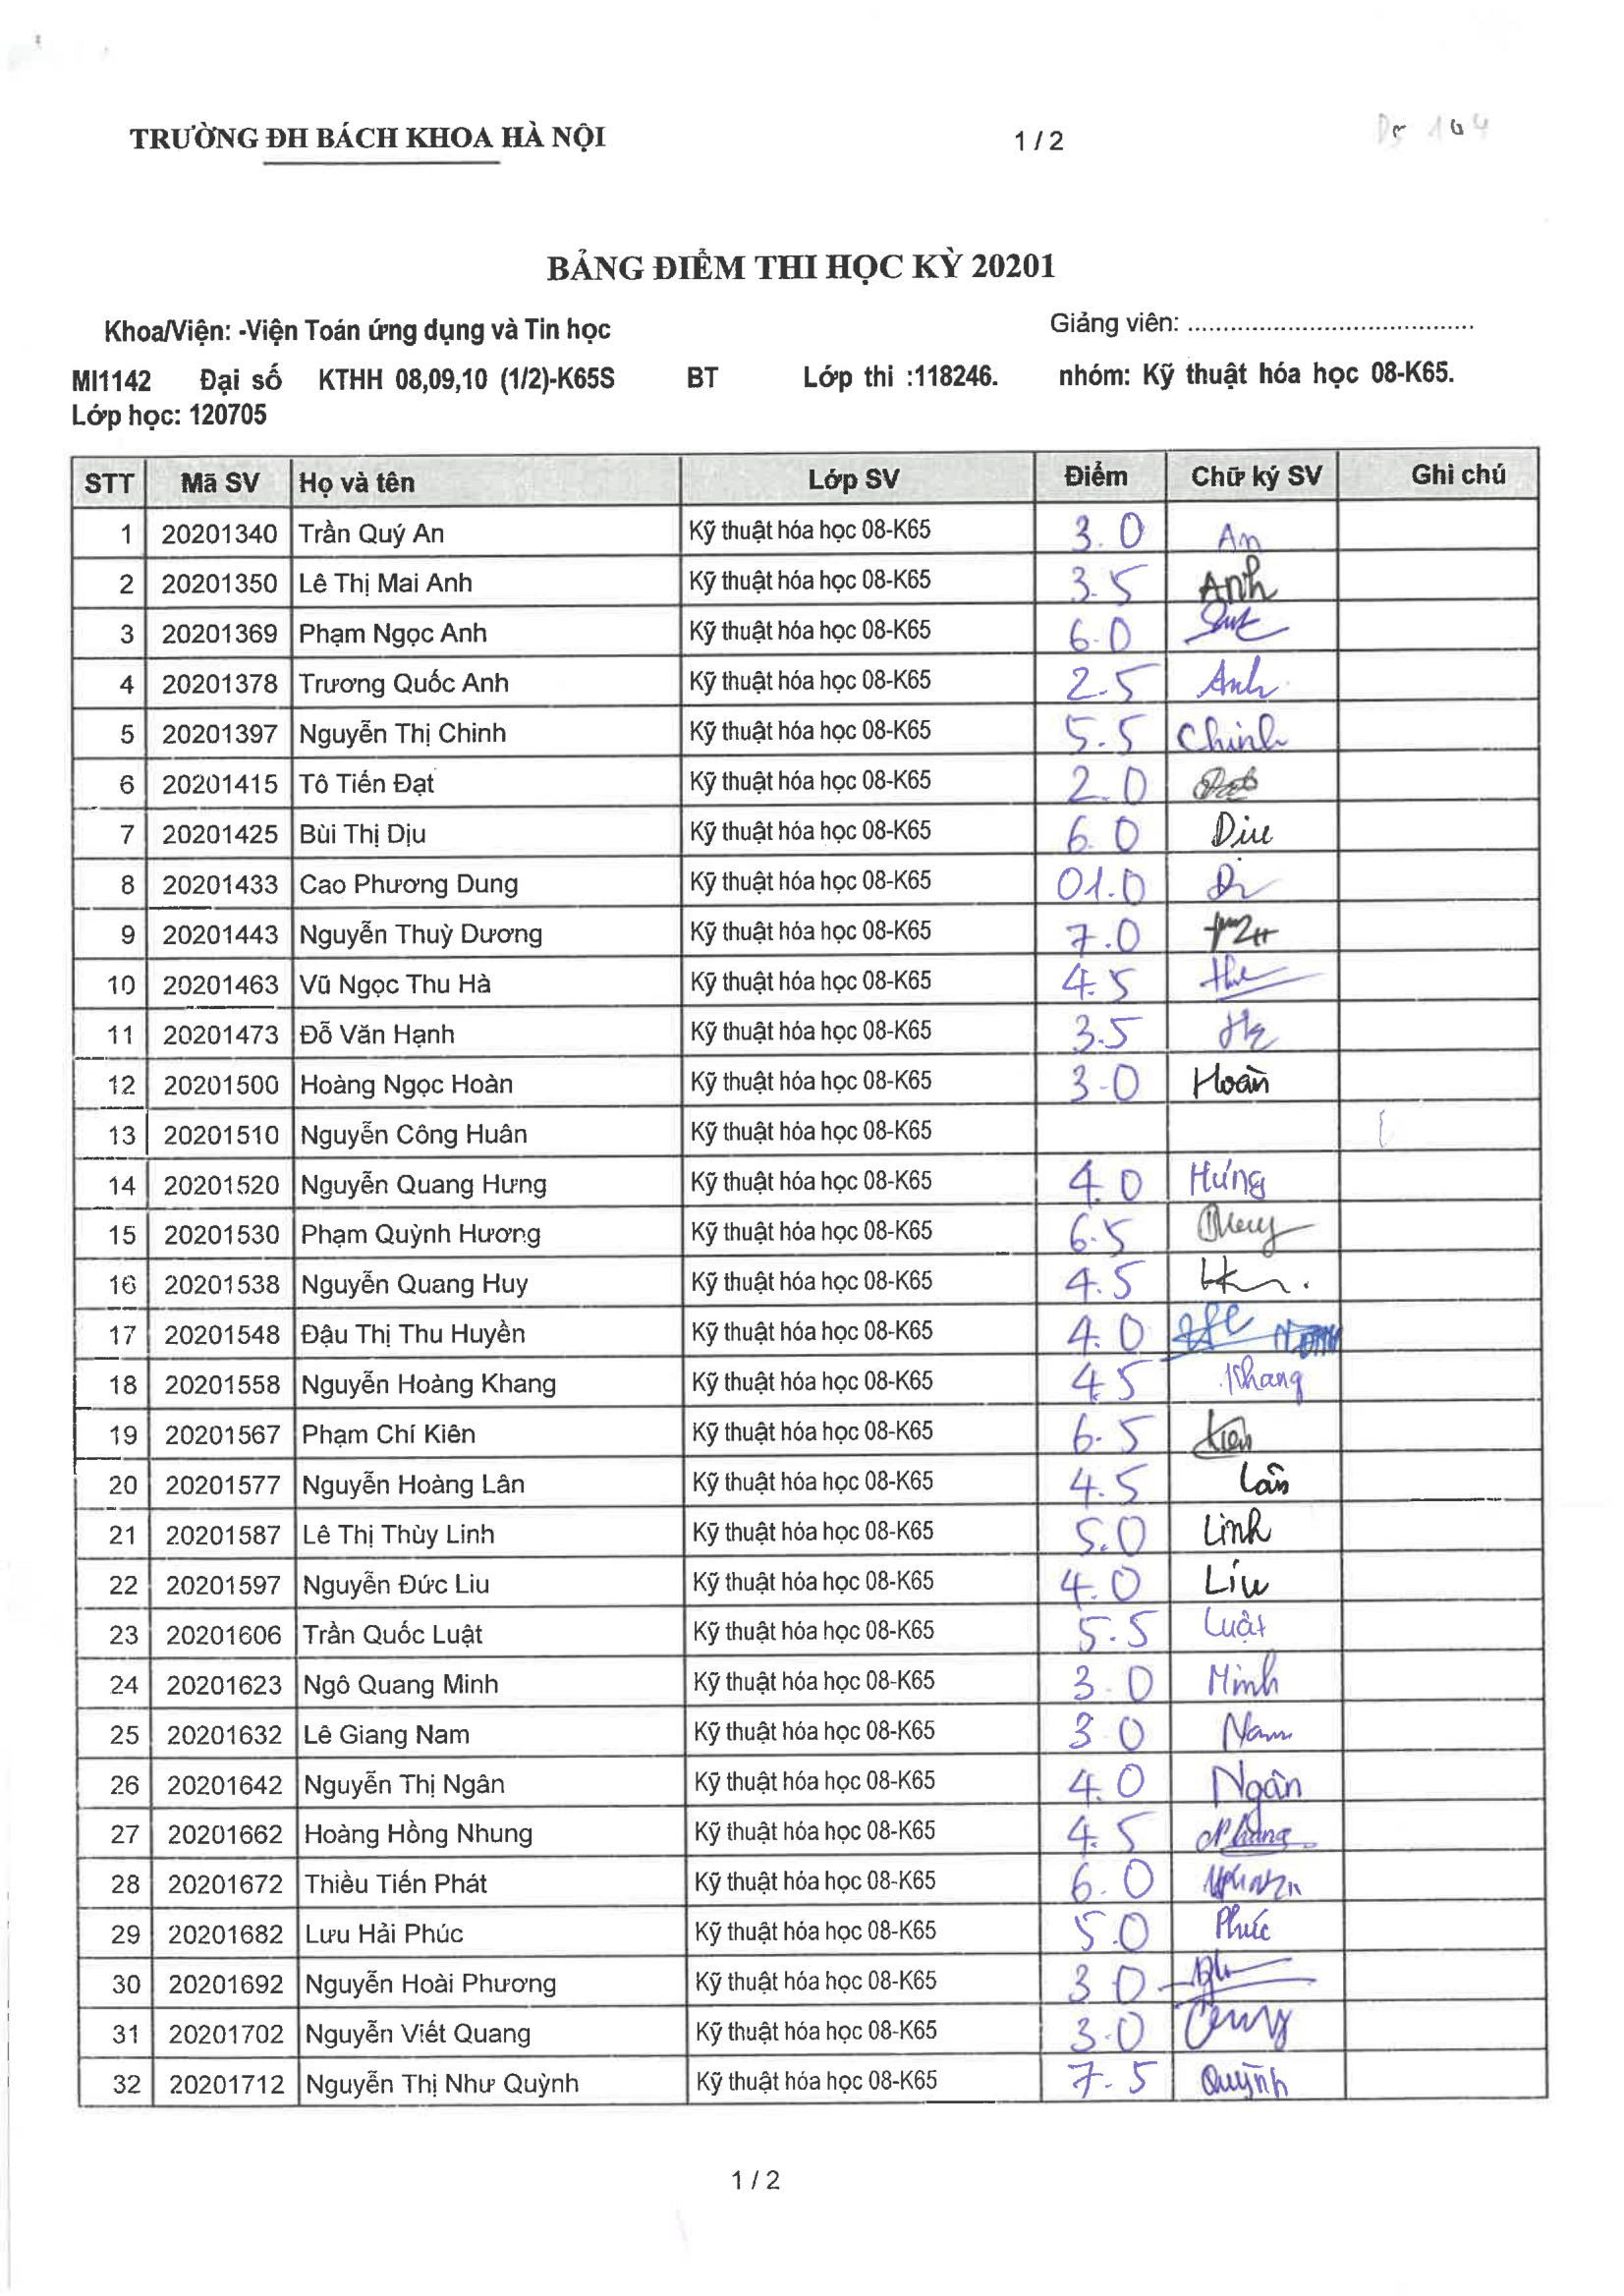 TRƯỜNG ĐH BÁCH KHOA HÀ NỘI 1 / 2
BẢNG ĐIỂM THI HỌC KỲ 20201
Khoa/Viện: -Viện Toán ứng dụng và Tin học Giảng viên: ........................................
MI1142 Đại số KTHH 08,09,10 (1/2)-K65S BT Lớp thi :118246. nhóm: Kỹ thuật hóa học 08-K65.
Lớp học: 120705
STT Mã SV Họ và tên Lớp SV Điểm Chữ ký SV Ghi chú
1 20201340 Trần Quý An Kỹ thuật hóa học 08-K65 3.0 An
2 20201350 Lê Thị Mai Anh Kỹ thuật hóa học 08-K65 3.5 Anh
3 20201369 Phạm Ngọc Anh Kỹ thuật hóa học 08-K65 6.0
4 20201378 Trương Quốc Anh Kỹ thuật hóa học 08-K65 2.5 Anh
5 20201397 Nguyễn Thị Chinh Kỹ thuật hóa học 08-K65 5.5 Chinh
6 20201415 Tô Tiến Đạt Kỹ thuật hóa học 08-K65 2.0
7 20201425 Bùi Thị Dịu Kỹ thuật hóa học 08-K65 6.0 Dịu
8 20201433 Cao Phương Dung Kỹ thuật hóa học 08-K65 01.0
9 20201443 Nguyễn Thuỳ Dương Kỹ thuật hóa học 08-K65 7.0
10 20201463 Vũ Ngọc Thu Hà Kỹ thuật hóa học 08-K65 4.5
11 20201473 Đỗ Văn Hạnh Kỹ thuật hóa học 08-K65 3.5
12 20201500 Hoàng Ngọc Hoàn Kỹ thuật hóa học 08-K65 3.0 Hoàn
13 20201510 Nguyễn Công Huân Kỹ thuật hóa học 08-K65
14 20201520 Nguyễn Quang Hưng Kỹ thuật hóa học 08-K65 4.0 Hưng
15 20201530 Phạm Quỳnh Hương Kỹ thuật hóa học 08-K65 6.5
16 20201538 Nguyễn Quang Huy Kỹ thuật hóa học 08-K65 4.5
17 20201548 Đậu Thị Thu Huyền Kỹ thuật hóa học 08-K65 4.0
18 20201558 Nguyễn Hoàng Khang Kỹ thuật hóa học 08-K65 4.5 Khang
19 20201567 Phạm Chí Kiên Kỹ thuật hóa học 08-K65 6.5 Kiên
20 20201577 Nguyễn Hoàng Lân Kỹ thuật hóa học 08-K65 4.5 Lân
21 20201587 Lê Thị Thùy Linh Kỹ thuật hóa học 08-K65 5.0 Linh
22 20201597 Nguyễn Đức Liu Kỹ thuật hóa học 08-K65 4.0 Liu
23 20201606 Trần Quốc Luật Kỹ thuật hóa học 08-K65 5.5 Luật
24 20201623 Ngô Quang Minh Kỹ thuật hóa học 08-K65 3.0 Minh
25 20201632 Lê Giang Nam Kỹ thuật hóa học 08-K65 3.0 Nam
26 20201642 Nguyễn Thị Ngân Kỹ thuật hóa học 08-K65 4.0 Ngân
27 20201662 Hoàng Hồng Nhung Kỹ thuật hóa học 08-K65 4.5 Nhung
28 20201672 Thiều Tiến Phát Kỹ thuật hóa học 08-K65 6.0
29 20201682 Lưu Hải Phúc Kỹ thuật hóa học 08-K65 5.0 Phúc
30 20201692 Nguyễn Hoài Phương Kỹ thuật hóa học 08-K65 3.0
31 20201702 Nguyễn Viết Quang Kỹ thuật hóa học 08-K65 3.0
32 20201712 Nguyễn Thị Như Quỳnh Kỹ thuật hóa học 08-K65 7.5 Quỳnh
1 / 2